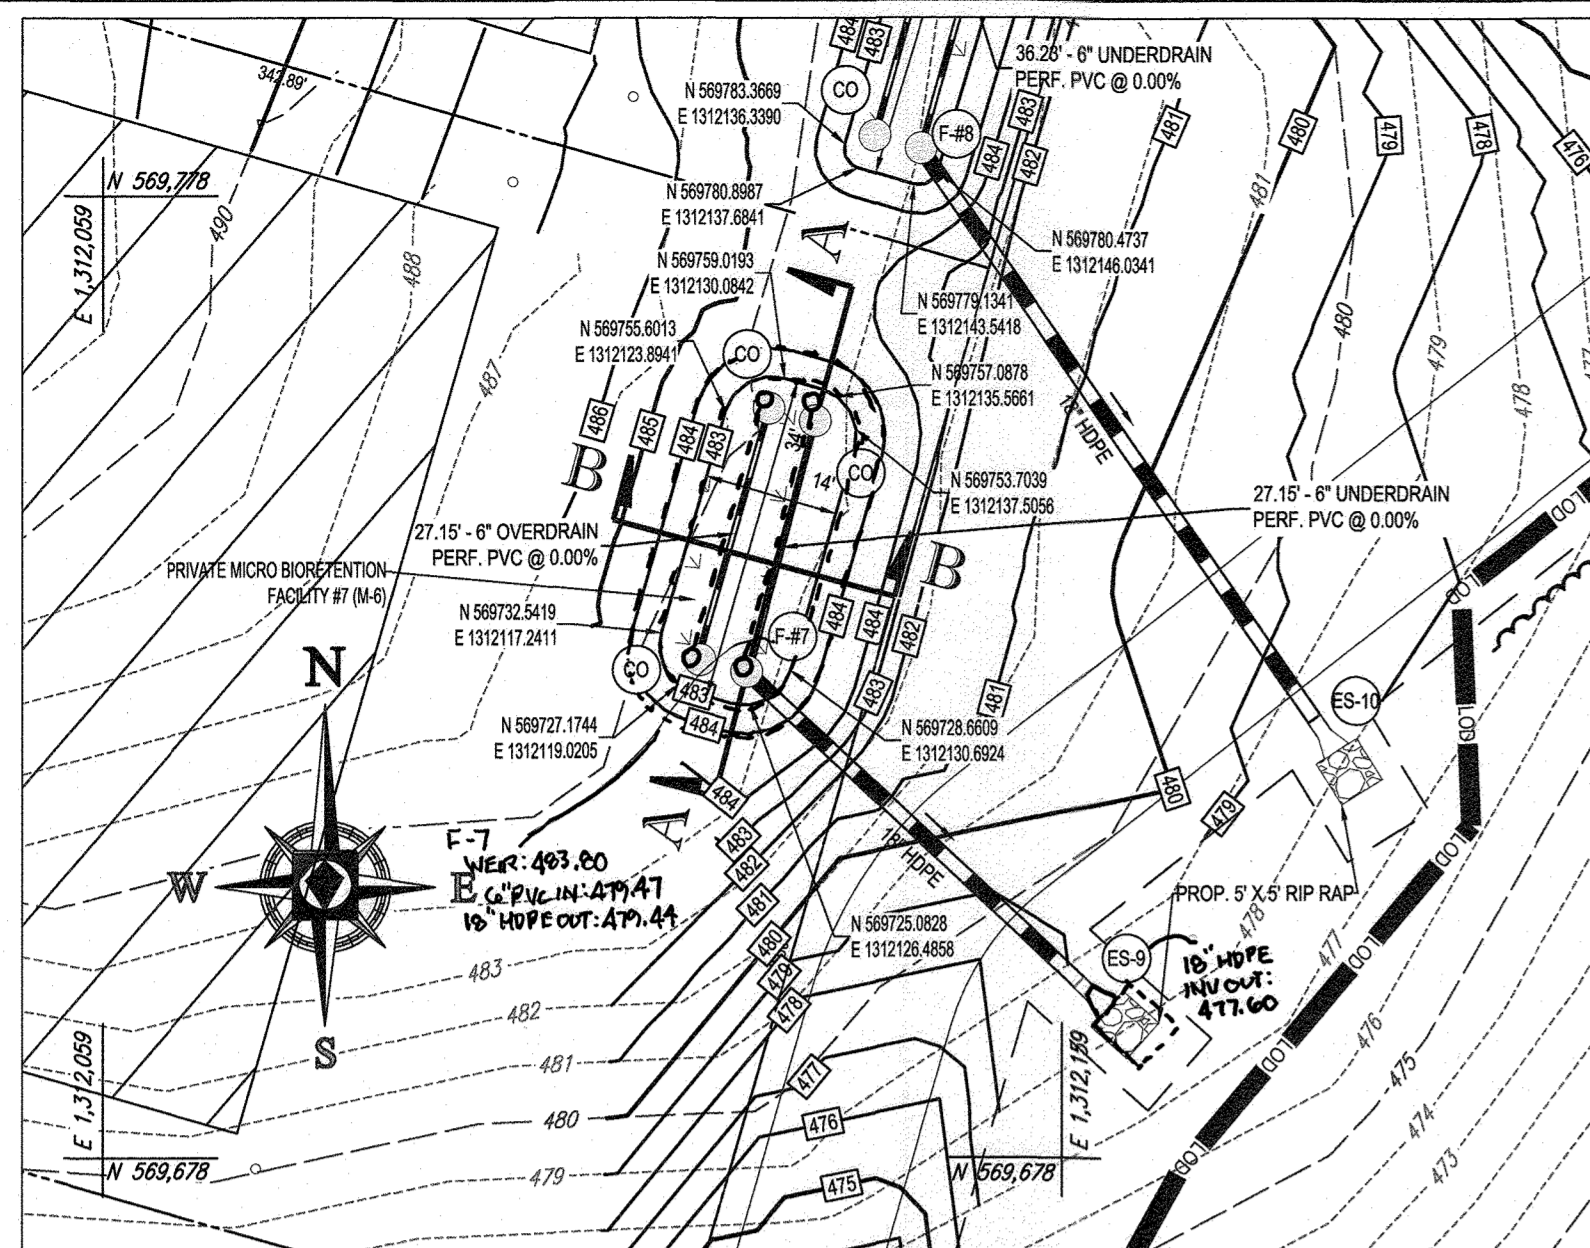 484
483
36.28' - 6" UNDERDRAIN
PERF. PVC @ 0.00%
342.89'
N 569783.3669
E 1312136.3390
CO
F-#8
483
484
482
481
480
479
478
476
N 569,778
E 1,312,059
490
488
487
N 569780.8987
E 1312137.6841
A
481
N 569780.4737
E 1312146.0341
N 569759.0193
E 1312130.0842
N 569779.1341
E 1312143.5418
480
479
478
477
N 569755.6013
E 1312123.8941
CO
N 569757.0878
E 1312135.5661
18" HDPE
486
485
484
483
34'
14'
CO
B
N 569753.7039
E 1312137.5056
27.15' - 6" UNDERDRAIN
PERF. PVC @ 0.00%
LOD
27.15' - 6" OVERDRAIN
PERF. PVC @ 0.00%
B
PRIVATE MICRO BIORETENTION
FACILITY #7 (M-6)
LOD
N 569732.5419
E 1312117.2411
F-#7
484
484
482
CO
483
484
483
481
N
ES-10
LOD
N 569727.1744
E 1312119.0205
N 569728.6609
E 1312130.6924
484
A
480
479
483
482
481
480
479
478
18" HDPE
LOD
F-7
WEIR: 483.80
6" PVC IN: 479.47
18" HDPE OUT: 479.44
W
E
S
PROP. 5' X 5' RIP RAP
478
477
LOD
N 569725.0828
E 1312126.4858
ES-9
18" HDPE
INV OUT:
477.60
483
482
481
480
479
477
476
475
476
475
474
473
LOD
LOD
E 1,312,059
N 569,678
E 1,312,159
N 569,678